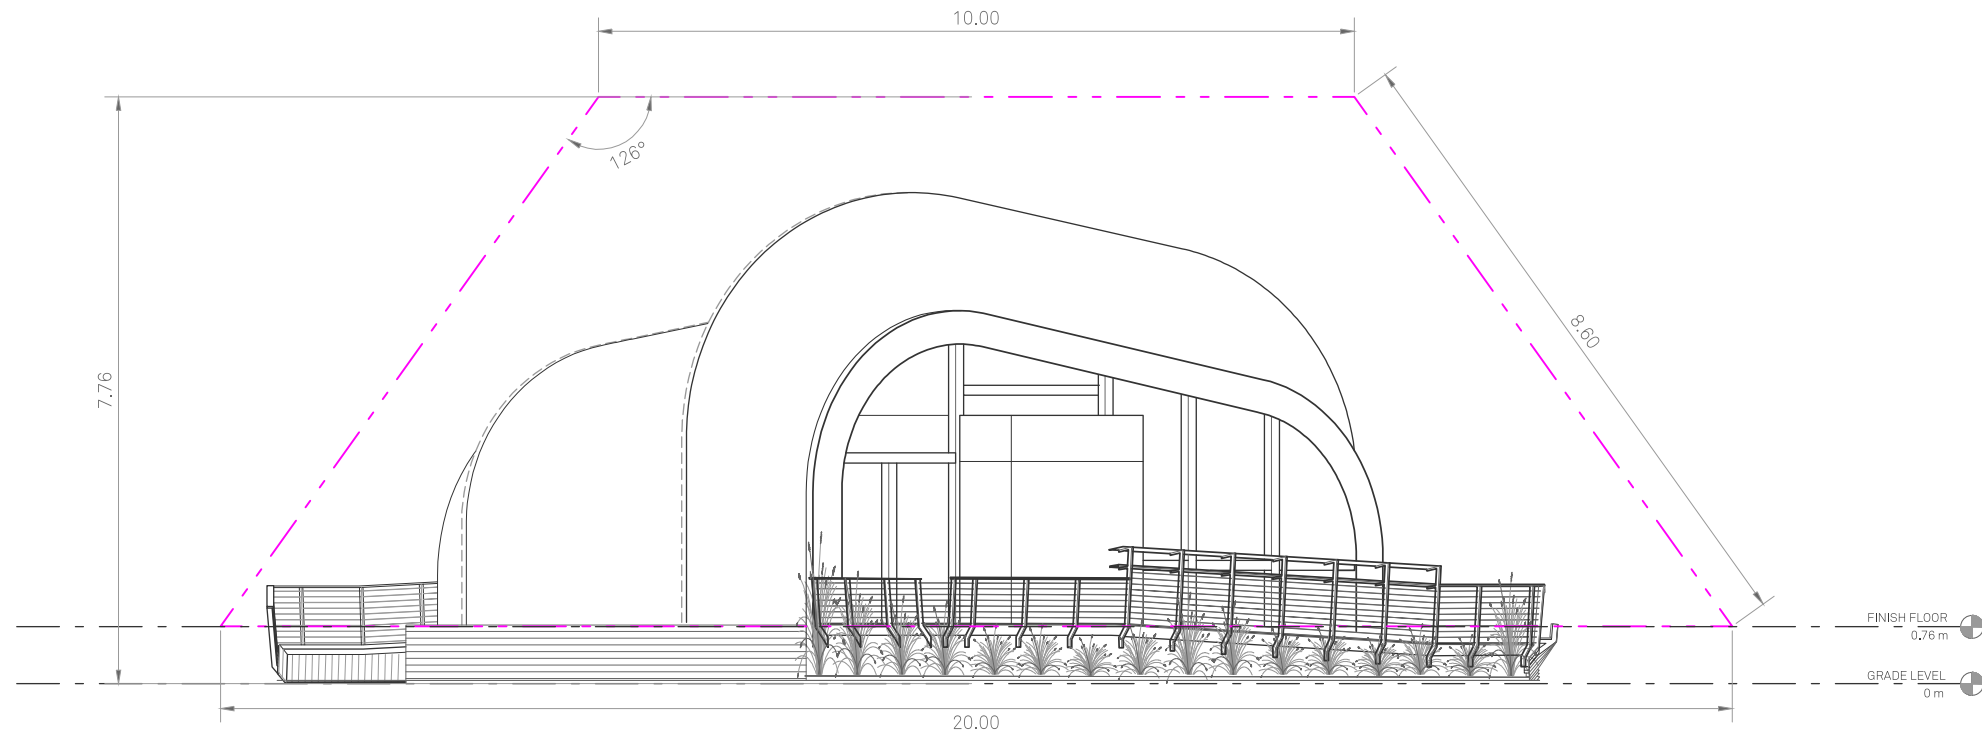 10.00
126°
8.60
7.76
FINISH FLOOR
0.76 m
GRADE LEVEL
0 m
20.00